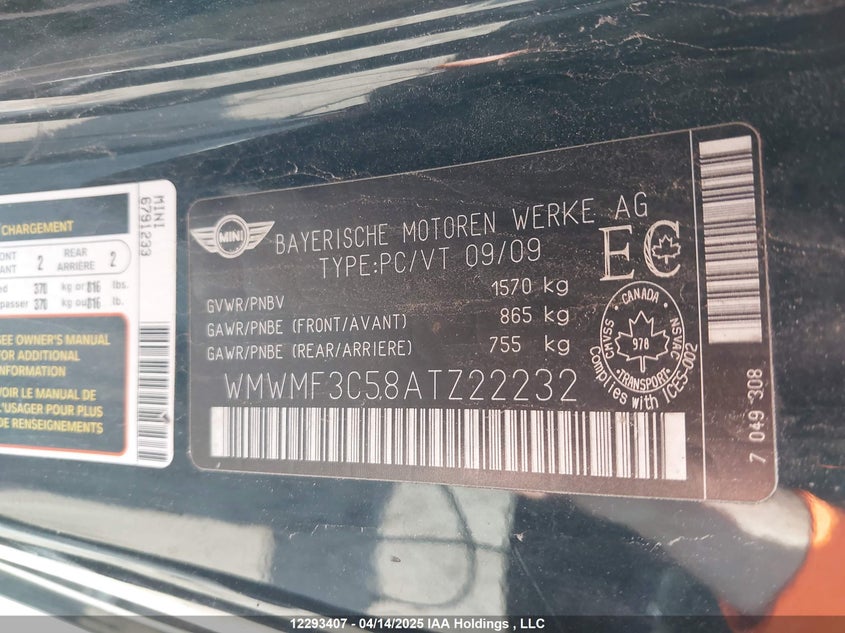 CHARGEMENT
2
REAR
ARRIÈRE
2
370 kg or 816 lbs.
passer 370 kg ou 816 lb.
SEE OWNER'S MANUAL
FOR ADDITIONAL
INFORMATION
VOIR LE MANUEL DE
L'USAGER POUR PLUS
DE RENSEIGNEMENTS
MINI
6791233
MINI
BAYERISCHE MOTOREN WERKE AG
TYPE:PC/VT 09/09
EC
GVWR/PNBV 1570 kg
GAWR/PNBE (FRONT/AVANT) 865 kg
GAWR/PNBE (REAR/ARRIERE) 755 kg
WMWMF3C58ATZ22232
CANADA
CMVSS
NSVAC
978
TRANSPORT
Complies with ICES-002
7 049 308
12293407 - 04/14/2025 IAA Holdings , LLC